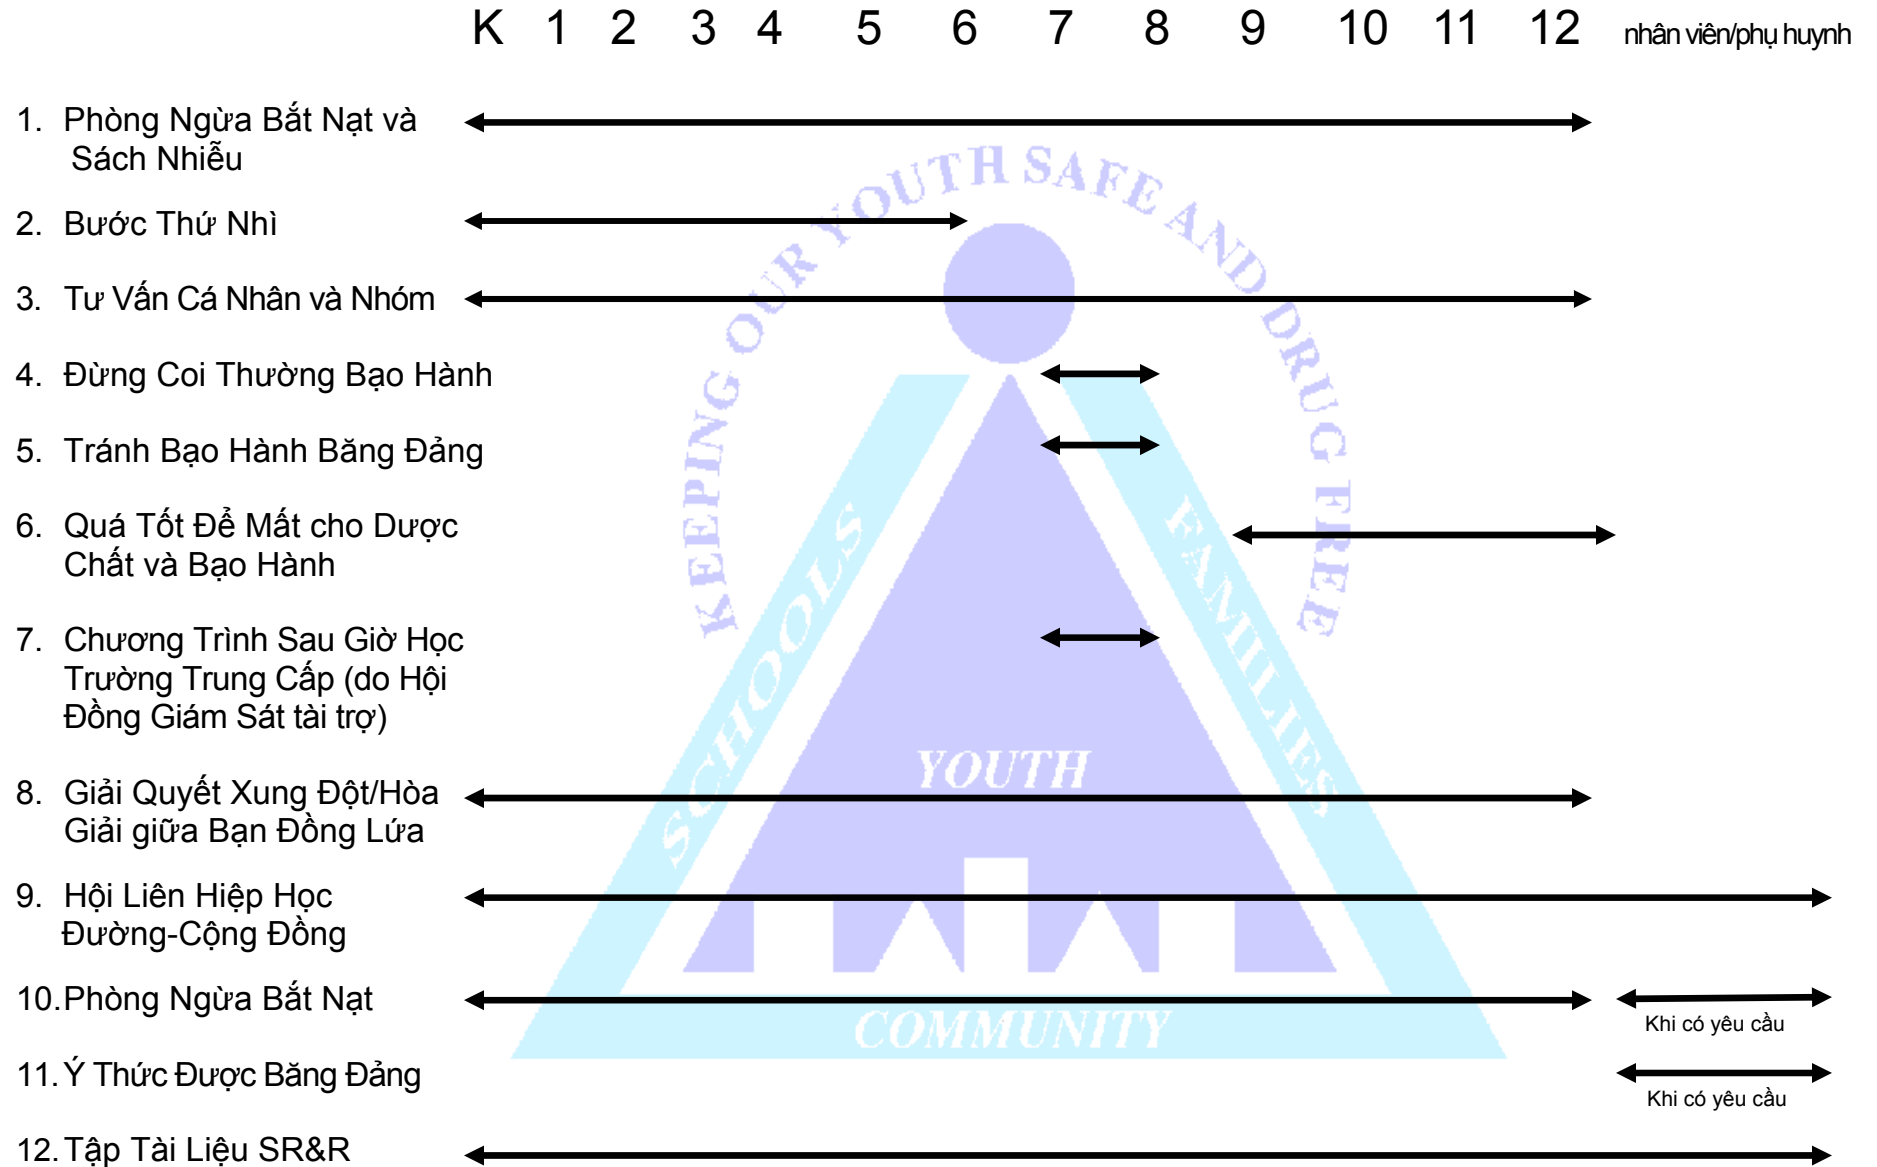 K 1 2 3 4 5 6 7 8 9 10 11 12 nhân viên/phụ huynh
1. Phòng Ngừa Bắt Nạt và
Sách Nhiễu
2. Bước Thứ Nhì
3. Tư Vấn Cá Nhân và Nhóm
4. Đừng Coi Thường Bạo Hành
5. Tránh Bạo Hành Băng Đảng
6. Quá Tốt Để Mất cho Dược
Chất và Bạo Hành
7. Chương Trình Sau Giờ Học
Trường Trung Cấp (do Hội
Đồng Giám Sát tài trợ)
8. Giải Quyết Xung Đột/Hòa
Giải giữa Bạn Đồng Lứa
9. Hội Liên Hiệp Học
Đường-Cộng Đồng
10. Phòng Ngừa Bắt Nạt
Khi có yêu cầu
11. Ý Thức Được Băng Đảng
Khi có yêu cầu
12. Tập Tài Liệu SR&R
KEEPING OUR YOUTH SAFE AND DRUG FREE
SCHOOLS
FAMILIES
YOUTH
COMMUNITY